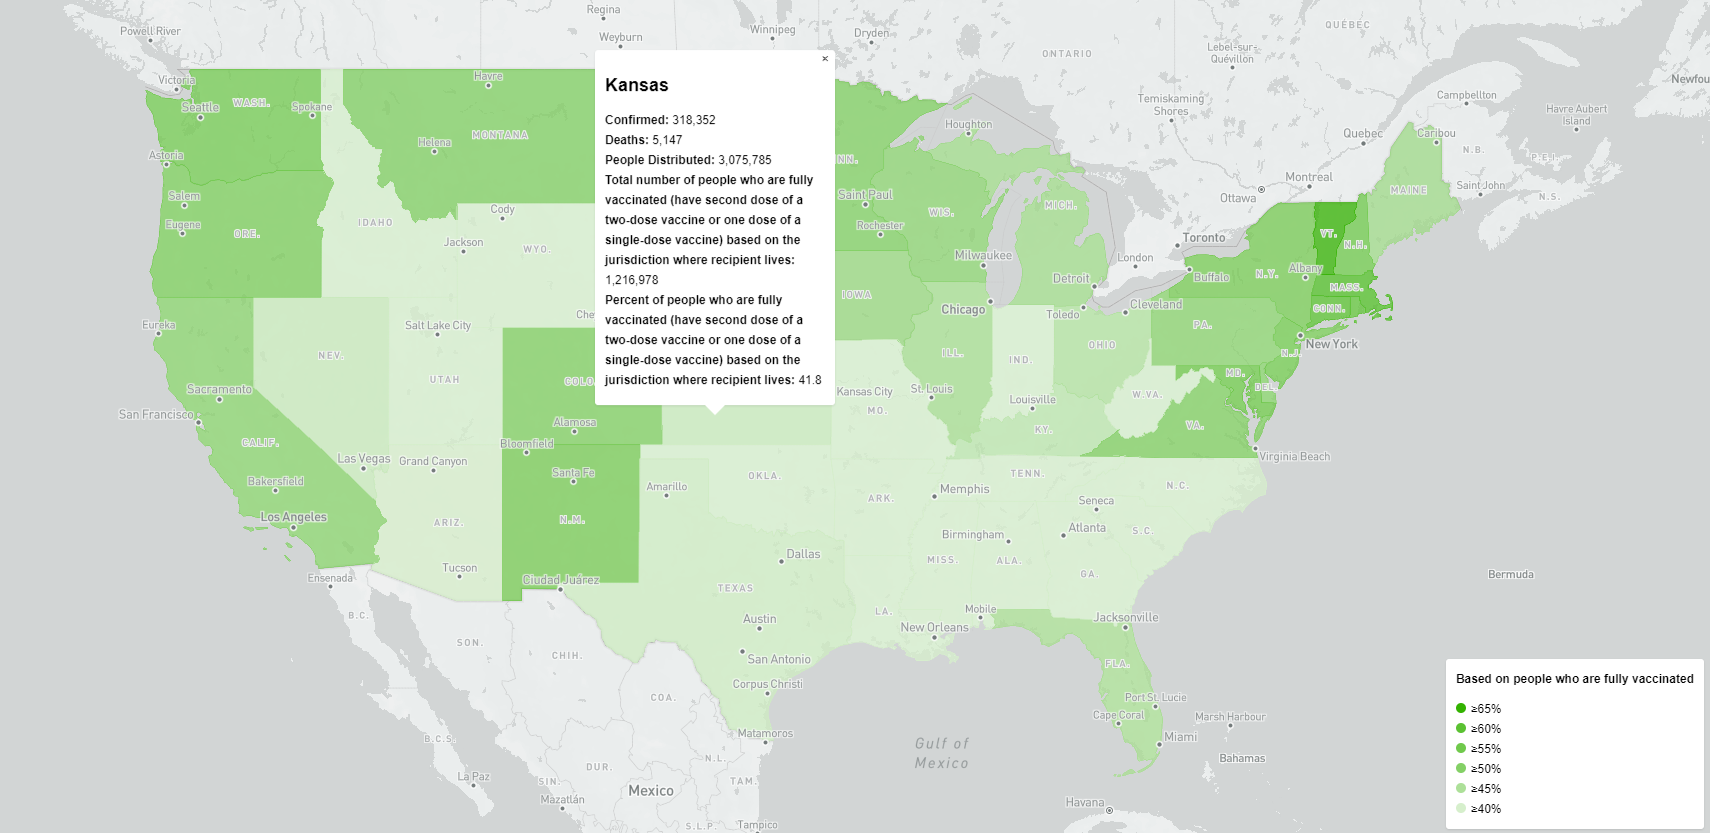 Regina
Weyburn
Winnipeg
Dryden
ONTARIO
QUÉBEC
Lebel-sur-
Quévillon
Powell River
Victoria
Seattle
WASH.
Spokane
Havre
Helena
MONTANA
Astoria
Salem
Eugene
ORE.
IDAHO
Cody
Jackson
WYO.
Eureka
Salt Lake City
NEV.
UTAH
Sacramento
San Francisco
CALIF.
Las Vegas
Grand Canyon
Bakersfield
Los Angeles
ARIZ.
Tucson
Ensenada
Che
COLO
Alamosa
Bloomfield
Santa Fe
N.M.
Ciudad Juárez
×
Kansas
Confirmed: 318,352
Deaths: 5,147
People Distributed: 3,075,785
Total number of people who are fully
vaccinated (have second dose of a
two-dose vaccine or one dose of a
single-dose vaccine) based on the
jurisdiction where recipient lives:
1,216,978
Percent of people who are fully
vaccinated (have second dose of a
two-dose vaccine or one dose of a
single-dose vaccine) based on the
jurisdiction where recipient lives: 41.8
NN.
Saint Paul
Rochester
WIS.
Houghton
MICH.
Milwaukee
IOWA
Chicago
Detroit
Toledo
Cleveland
London
Toronto
Buffalo
Temiskaming
Shores
Ottawa
Montreal
Quebec
Campbellton
Caribou
N.B.
P.E.I.
Havre Aubert
Island
Newfou
MAINE
Saint John
N.S.
VT.
N.H.
N.Y.
Albany
MASS.
CONN.
PA.
New York
N.J.
MD.
DEL.
ILL.
IND.
OHIO
W.VA.
VA.
Kansas City
MO.
St. Louis
Louisville
KY.
Virginia Beach
Amarillo
OKLA.
ARK.
Memphis
TENN.
N.C.
Seneca
S.C.
Atlanta
Birmingham
MISS.
ALA.
GA.
Dallas
TEXAS
Austin
San Antonio
Corpus Christi
Matamoros
LA.
New Orleans
Mobile
Jacksonville
FLA.
Port St. Lucie
Cape Coral
Miami
Marsh Harbour
Bahamas
Bermuda
Havana
Gulf of
Mexico
B.C.
SON.
CHIH.
COA.
B.C.S.
La Paz
SIN.
DUR.
N.L.
TAM.
Mazatlán
Mexico
S.L.P.
Tampico
Based on people who are fully vaccinated
≥65%
≥60%
≥55%
≥50%
≥45%
≥40%